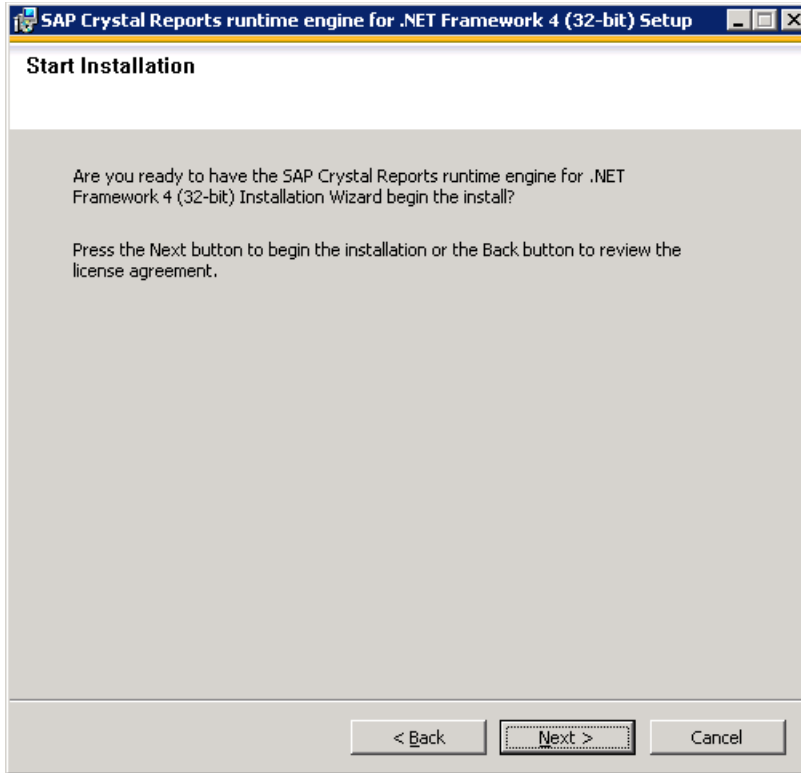 SAP Crystal Reports runtime engine for .NET Framework 4 (32-bit) Setup
Start Installation
Are you ready to have the SAP Crystal Reports runtime engine for .NET
Framework 4 (32-bit) Installation Wizard begin the install?
Press the Next button to begin the installation or the Back button to review the
license agreement.
< Back
Next >
Cancel